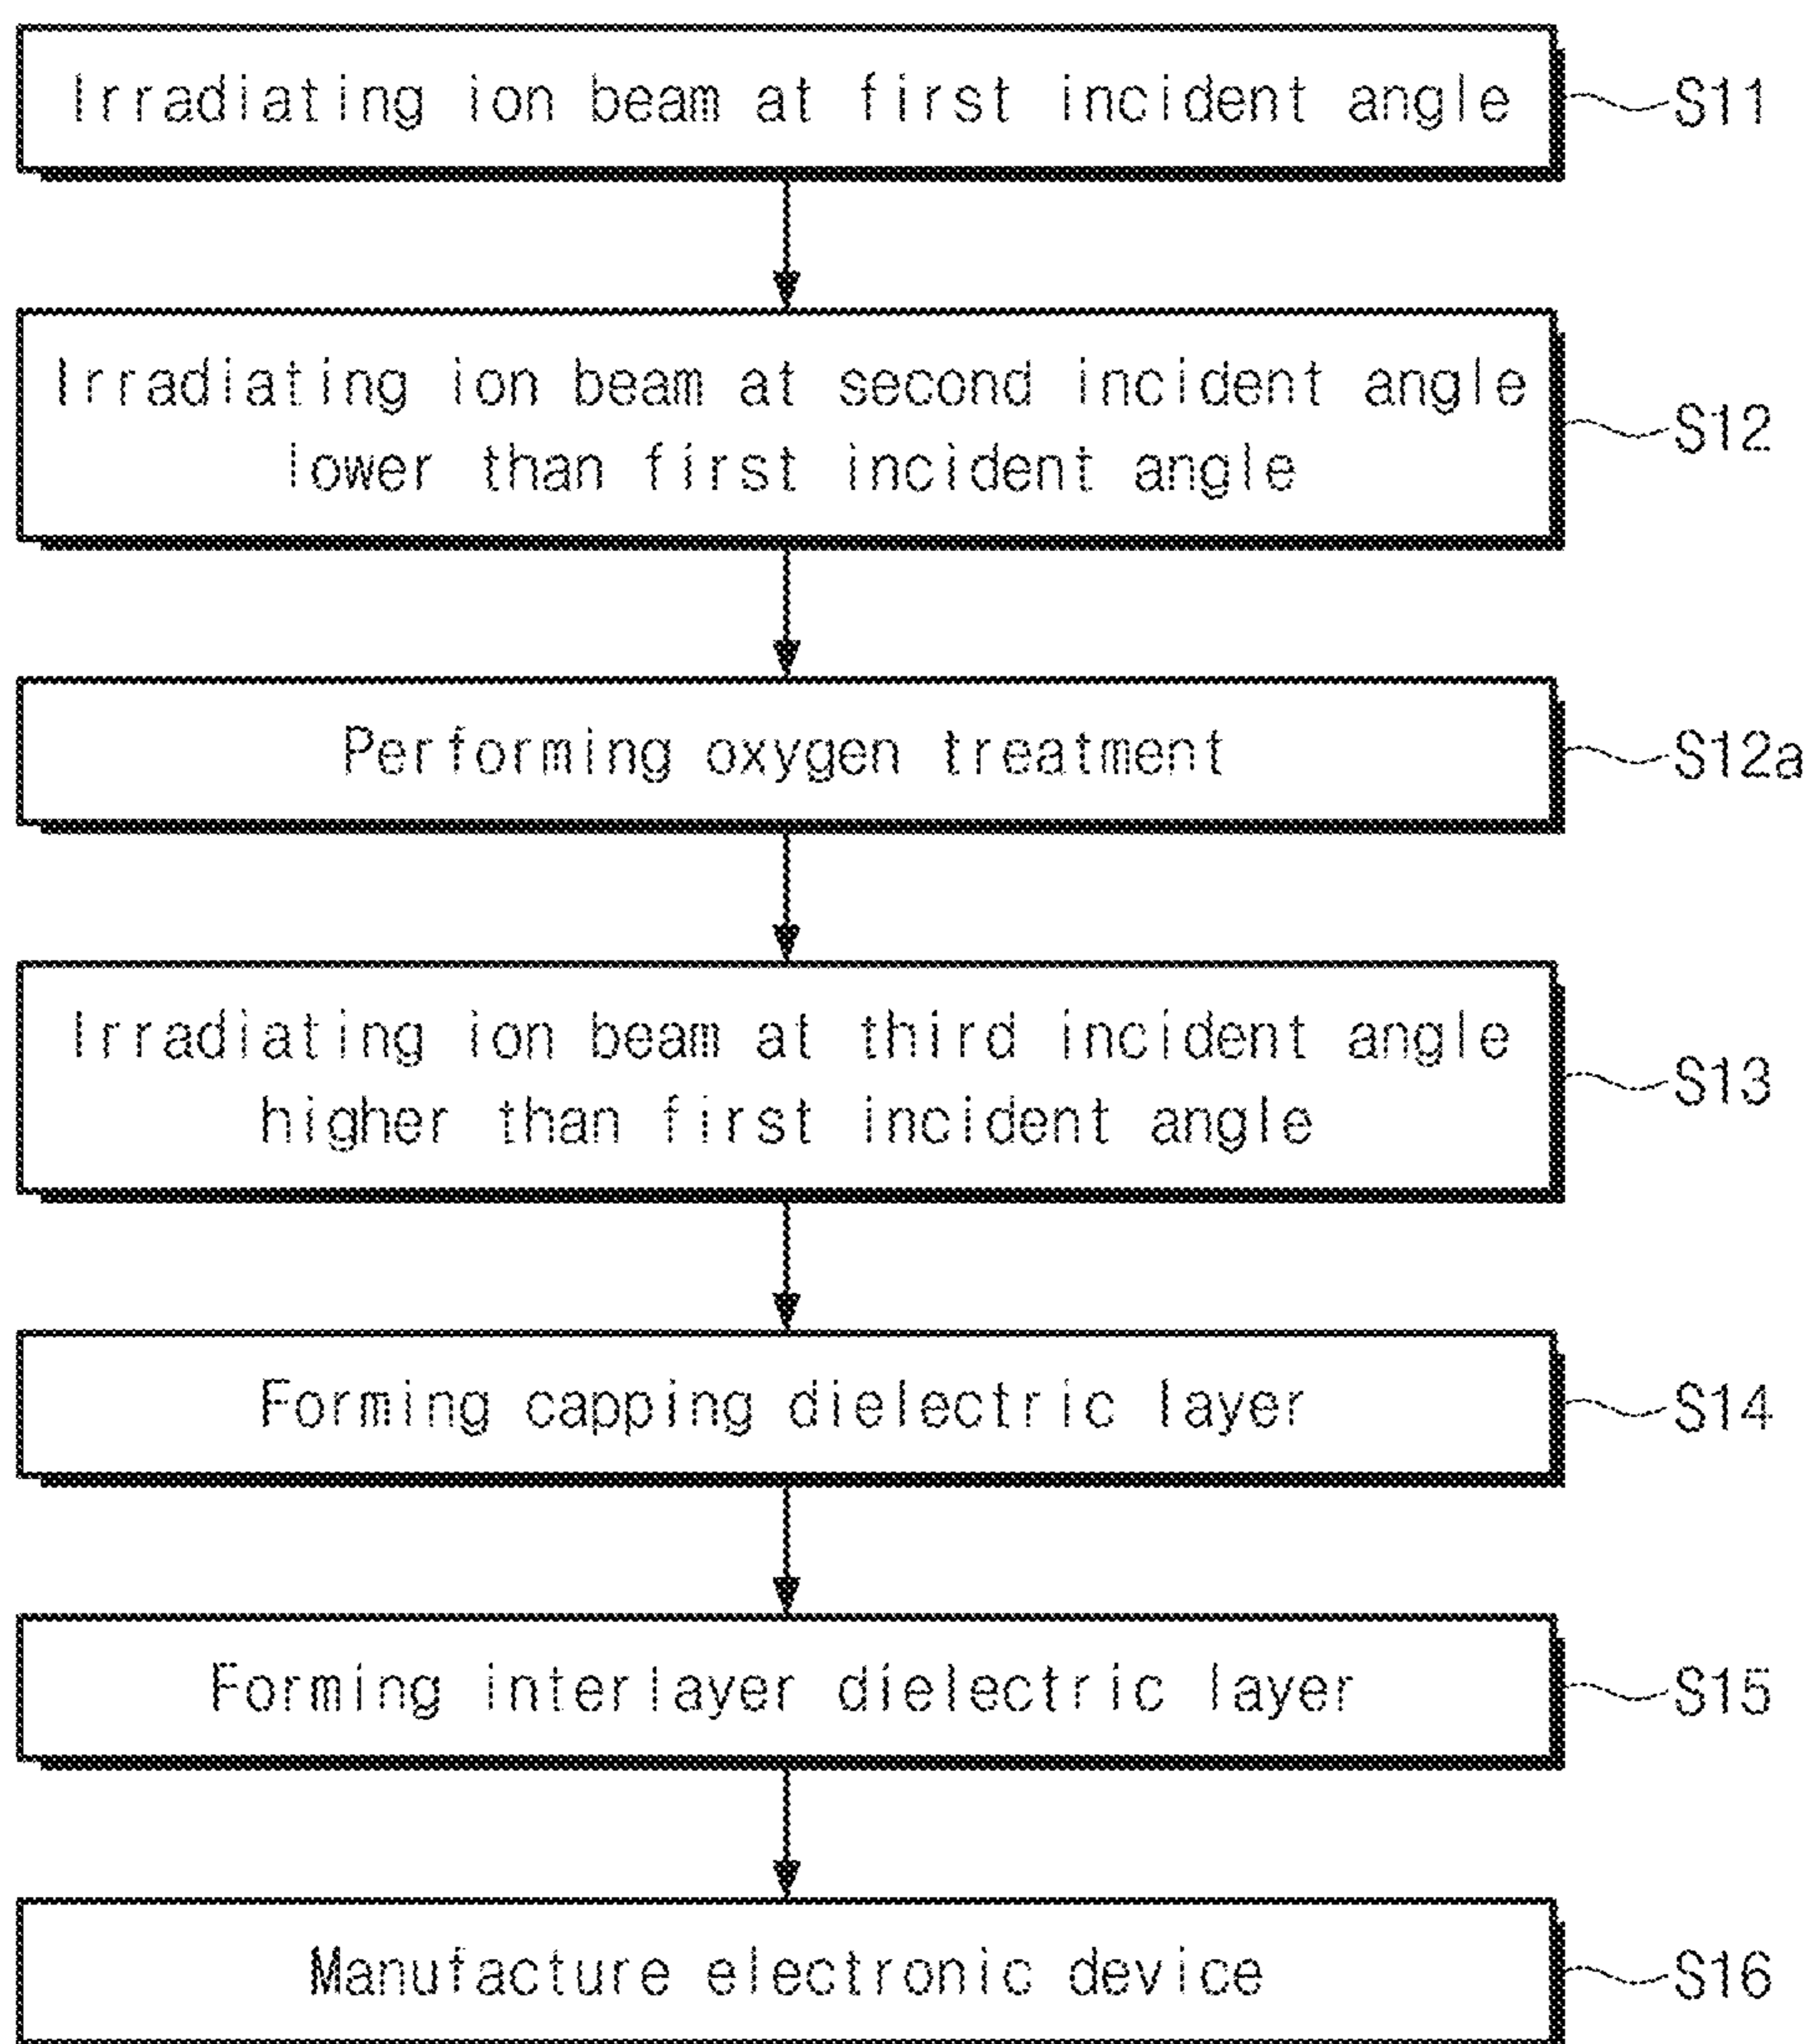 Irradiating ion beam at first incident angle
S11
Irradiating ion beam at second incident angle
lower than first incident angle
S12
Performing oxygen treatment
S12a
Irradiating ion beam at third incident angle
higher than first incident angle
S13
Forming capping dielectric layer
S14
Forming interlayer dielectric layer
S15
Manufacture electronic device
S16